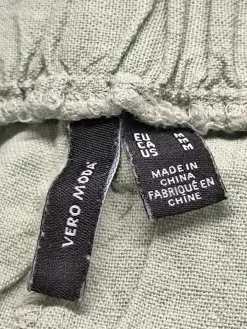 VERO MODA
EU M
CA M
US M
MADE IN
CHINA
FABRIQUÉ EN
CHINE